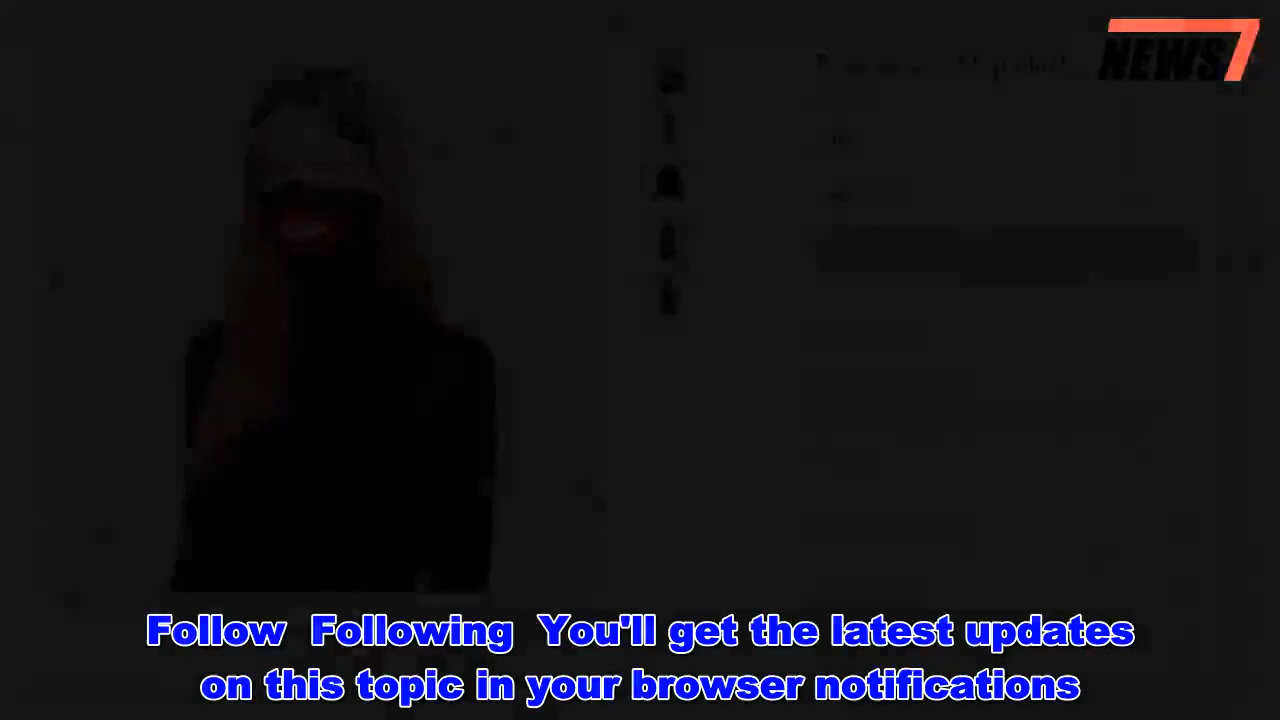 NEWS7
Follow Following You'll get the latest updates
on this topic in your browser notifications